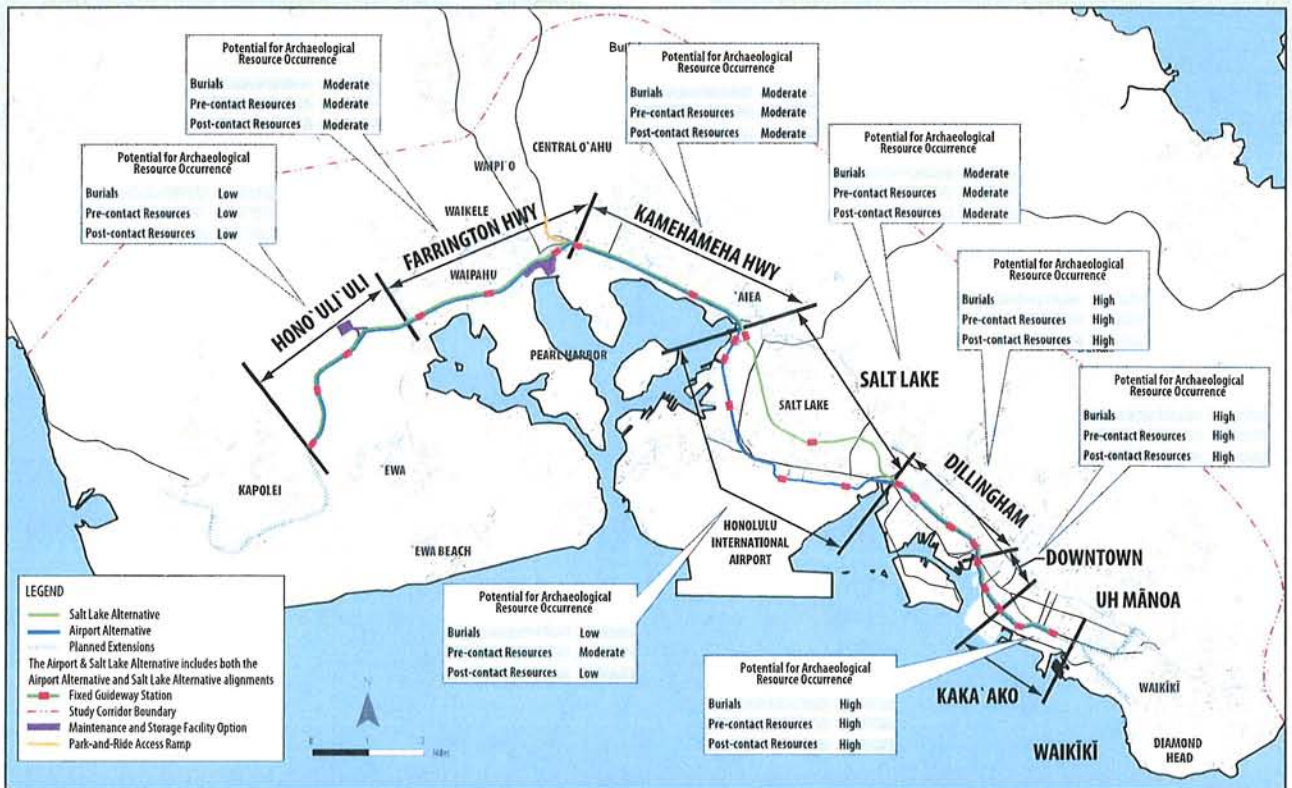 Potential for Archaeological
Resource Occurrence
Burials Moderate
Pre-contact Resources Moderate
Post-contact Resources Moderate
Potential for Archaeological
Resource Occurrence
Burials Moderate
Pre-contact Resources Moderate
Post-contact Resources Moderate
Potential for Archaeological
Resource Occurrence
Burials Low
Pre-contact Resources Low
Post-contact Resources Low
Potential for Archaeological
Resource Occurrence
Burials Moderate
Pre-contact Resources Moderate
Post-contact Resources Moderate
Potential for Archaeological
Resource Occurrence
Burials High
Pre-contact Resources High
Post-contact Resources High
Potential for Archaeological
Resource Occurrence
Burials High
Pre-contact Resources High
Post-contact Resources High
CENTRAL O`AHU
WAIPI`O
WAIKELE
FARRINGTON HWY
KAMEHAMEHA HWY
WAIPAHU
HONO`ULI`ULI
`AIEA
PEARL HARBOR
SALT LAKE
SALT LAKE
DILLINGHAM
`EWA
KAPOLEI
HONOLULU
INTERNATIONAL
AIRPORT
`EWA BEACH
DOWNTOWN
UH MĀNOA
KAKA`AKO
WAIKĪKĪ
WAIKĪKĪ
DIAMOND
HEAD
Potential for Archaeological
Resource Occurrence
Burials Low
Pre-contact Resources Moderate
Post-contact Resources Low
Potential for Archaeological
Resource Occurrence
Burials High
Pre-contact Resources High
Post-contact Resources High
LEGEND
Salt Lake Alternative
Airport Alternative
Planned Extensions
The Airport & Salt Lake Alternative includes both the
Airport Alternative and Salt Lake Alternative alignments
Fixed Guideway Station
Study Corridor Boundary
Maintenance and Storage Facility Option
Park-and-Ride Access Ramp
N
0 1 2
Miles